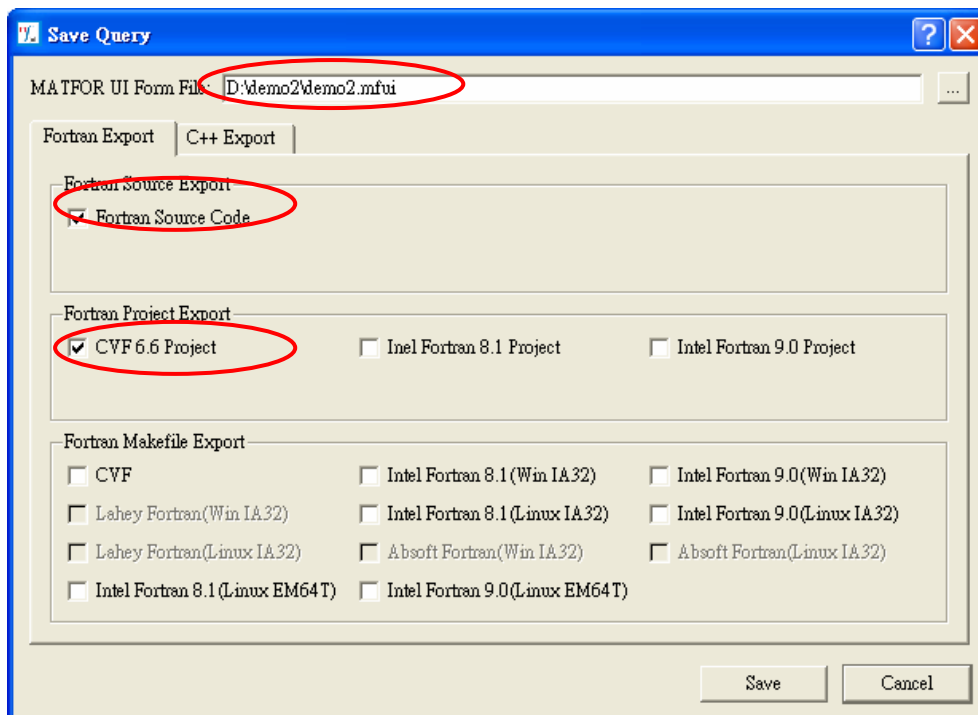 Save Query
MATFOR UI Form File: D:\demo2\demo2.mfui ...
Fortran Export C++ Export
Fortran Source Export
Fortran Source Code
Fortran Project Export
CVF 6.6 Project Inel Fortran 8.1 Project Intel Fortran 9.0 Project
Fortran Makefile Export
CVF Intel Fortran 8.1(Win IA32) Intel Fortran 9.0(Win IA32)
Lahey Fortran(Win IA32) Intel Fortran 8.1(Linux IA32) Intel Fortran 9.0(Linux IA32)
Lahey Fortran(Linux IA32) Absoft Fortran(Win IA32) Absoft Fortran(Linux IA32)
Intel Fortran 8.1(Linux EM64T) Intel Fortran 9.0(Linux EM64T)
Save Cancel